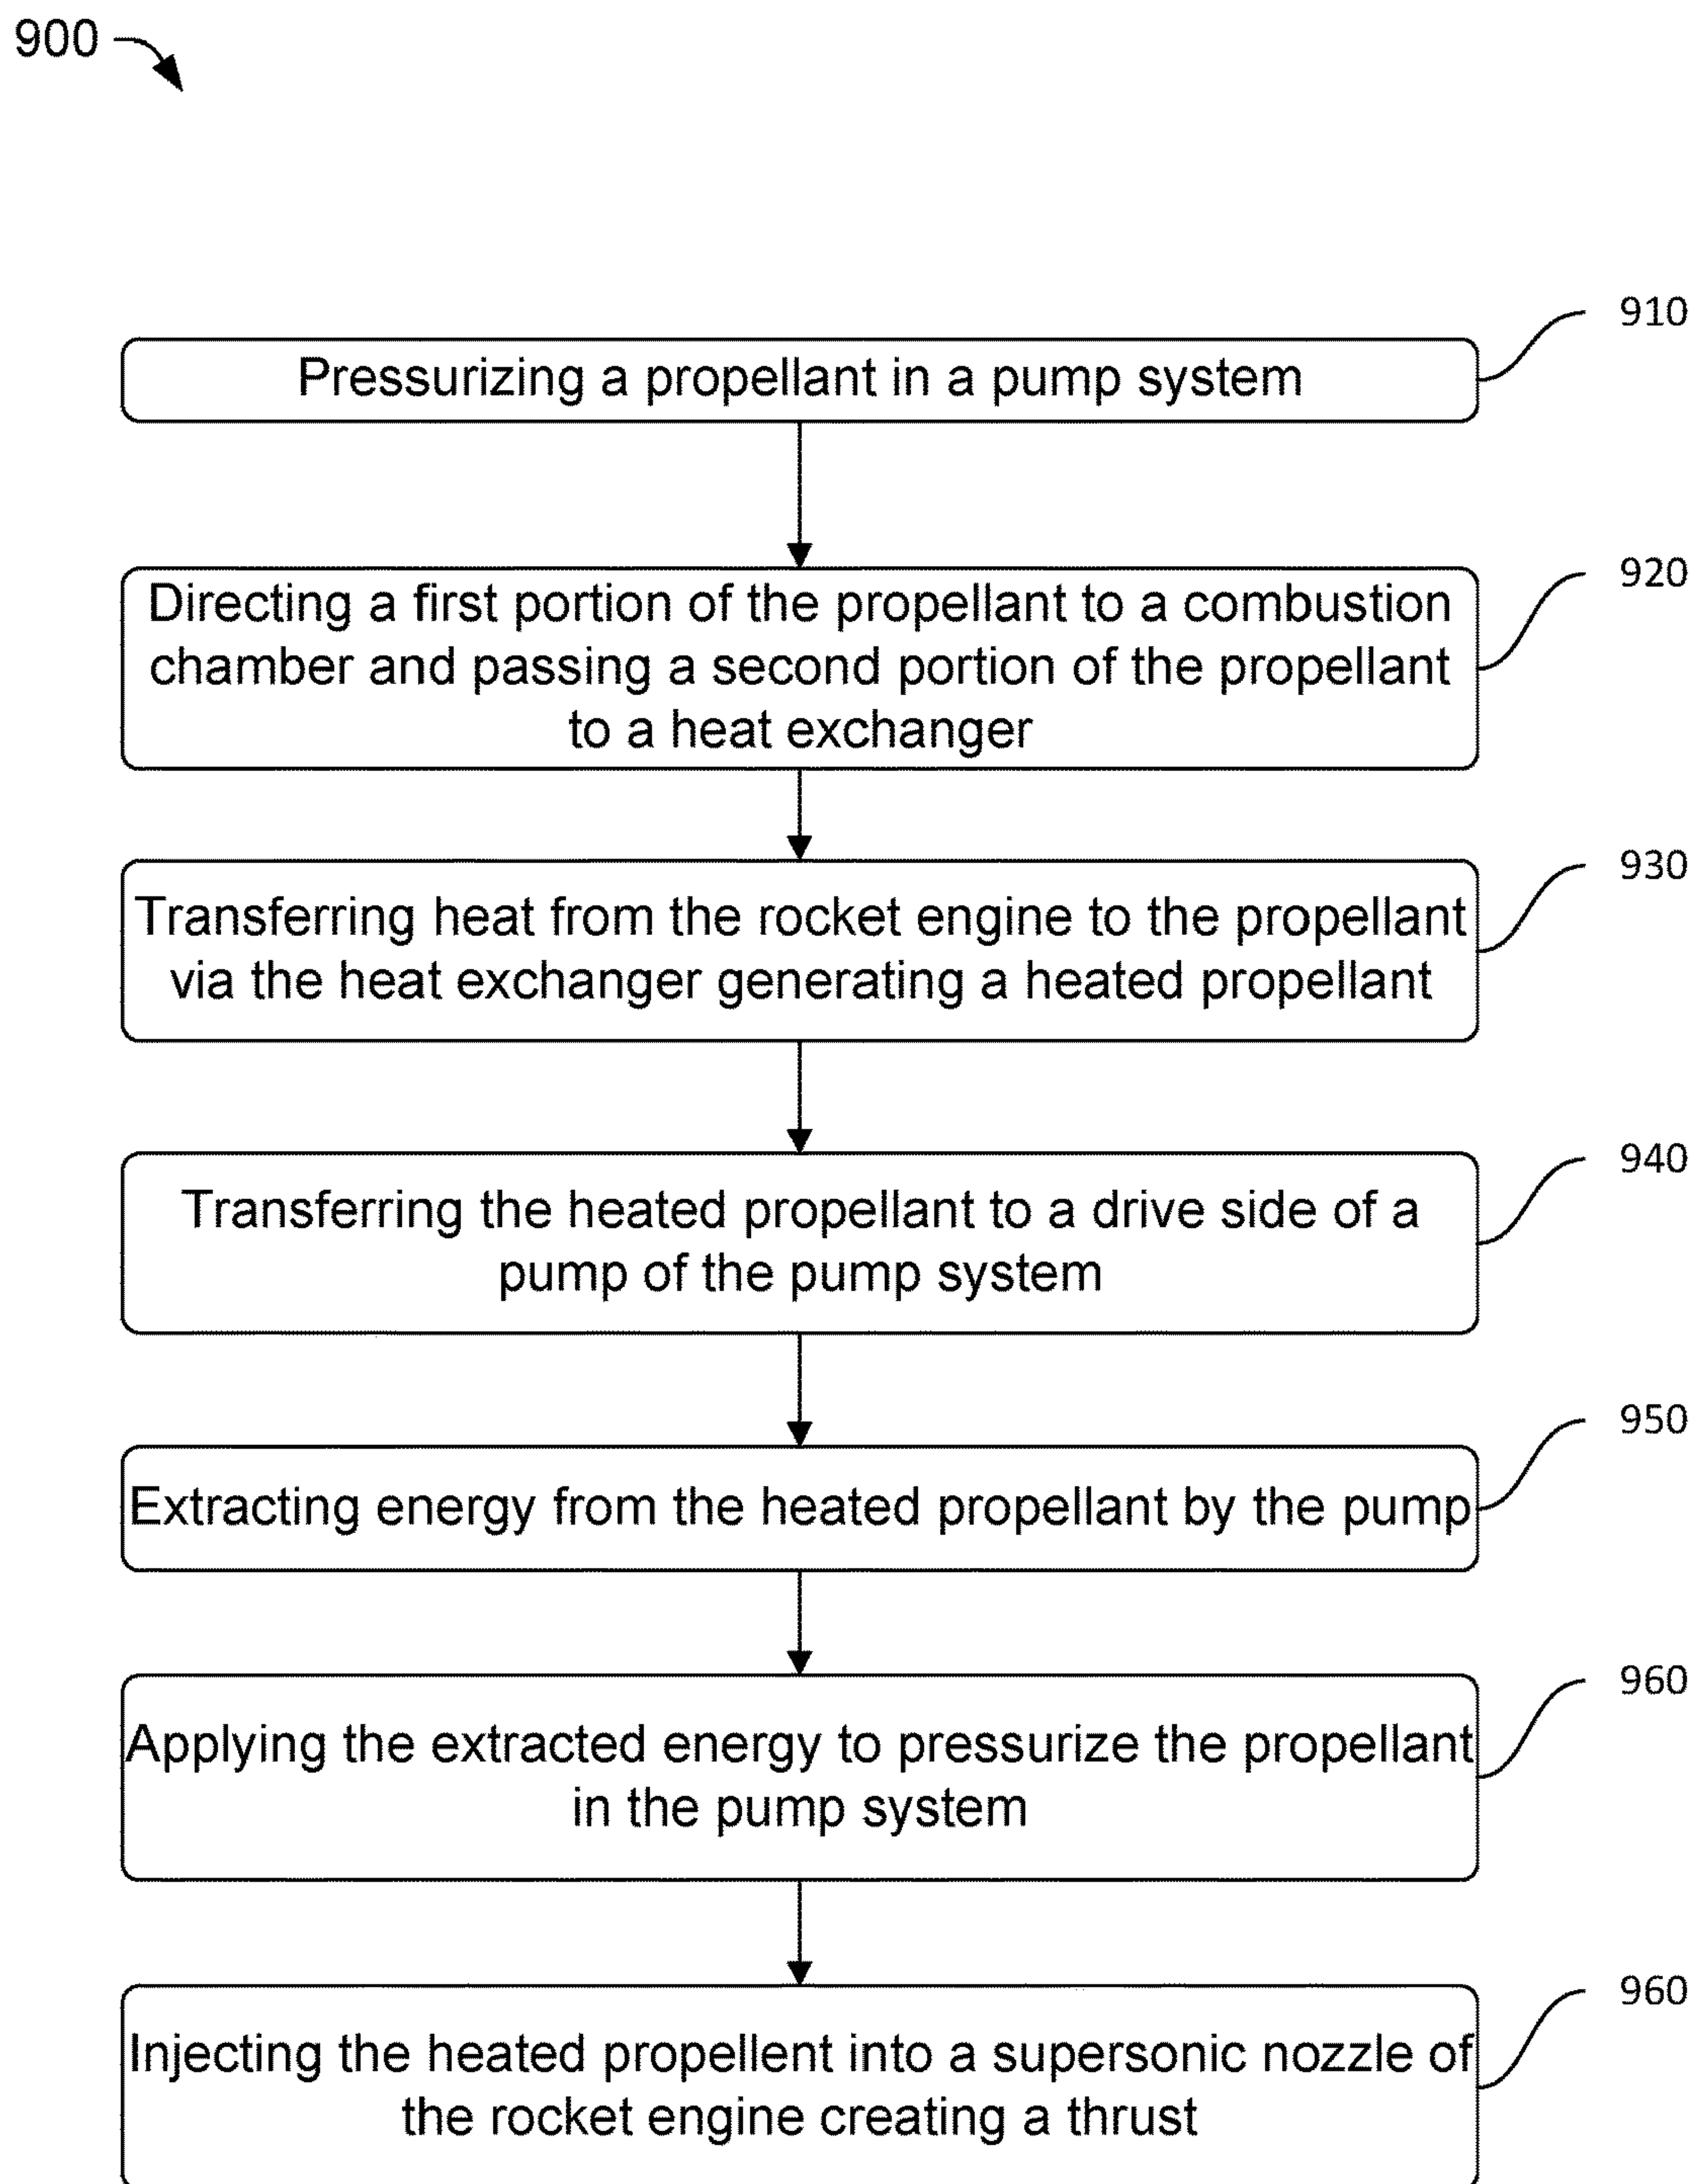 900
910
Pressurizing a propellant in a pump system
920
Directing a first portion of the propellant to a combustion
chamber and passing a second portion of the propellant
to a heat exchanger
930
Transferring heat from the rocket engine to the propellant
via the heat exchanger generating a heated propellant
940
Transferring the heated propellant to a drive side of a
pump of the pump system
950
Extracting energy from the heated propellant by the pump
960
Applying the extracted energy to pressurize the propellant
in the pump system
960
Injecting the heated propellent into a supersonic nozzle of
the rocket engine creating a thrust